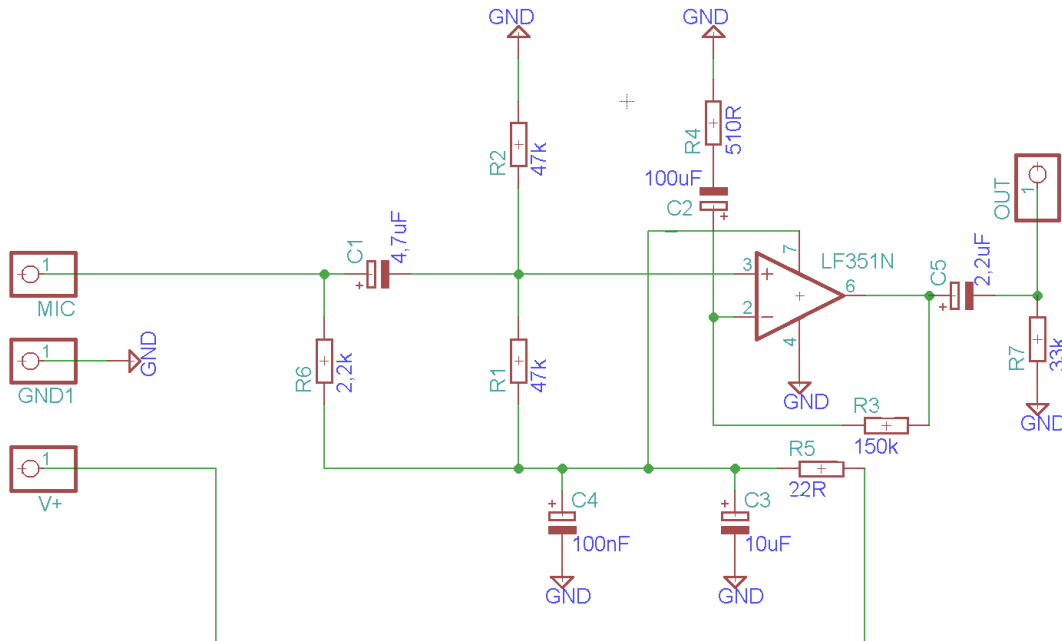 GND
GND
R2
47k
R4
510R
100uF
C2
OUT
1
C1
4,7uF
7
LF351N
C5
2,2uF
1
MIC
3
2
6
4
1
GND1
GND
R6
2,2k
R1
47k
GND
R3
150k
R7
33k
GND
1
V+
R5
22R
C4
100nF
C3
10uF
GND
GND